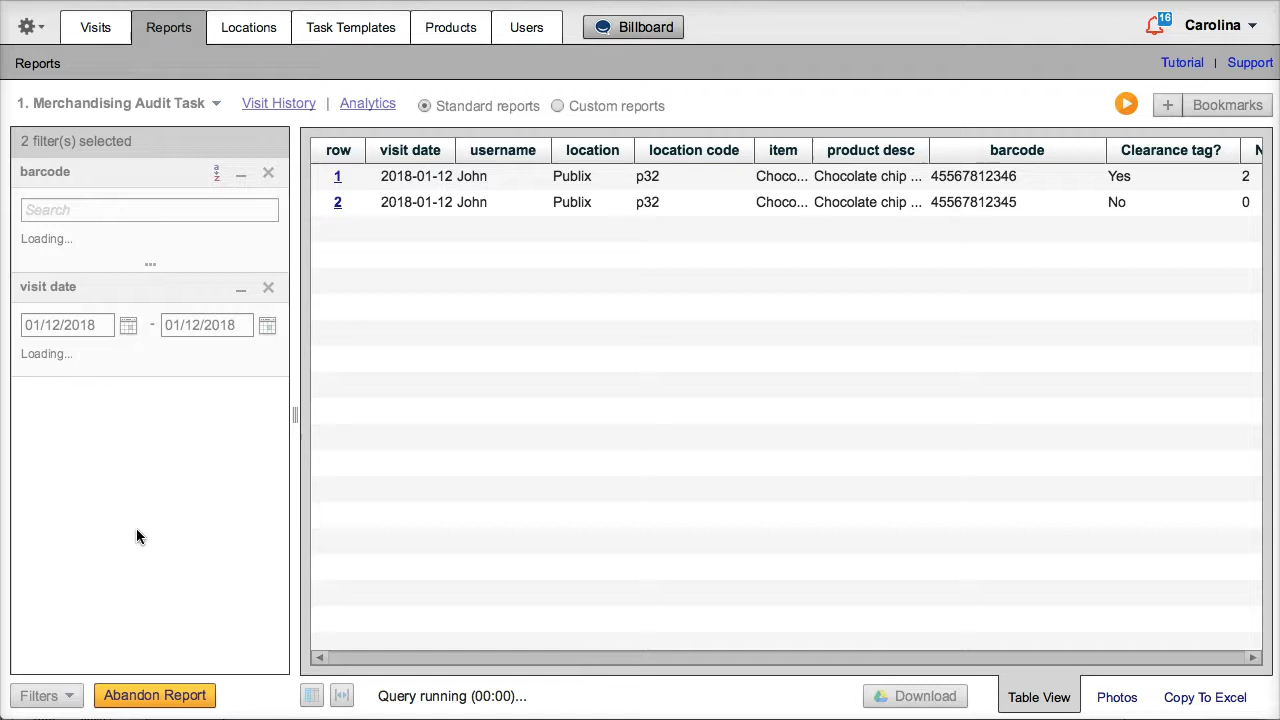 Visits Reports Locations Task Templates Products Users Billboard 16 Carolina
Reports Tutorial | Support
1. Merchandising Audit Task Visit History | Analytics Standard reports Custom reports + Bookmarks
2 filter(s) selected
barcode a z
Search
Loading...
visit date
01/12/2018 - 01/12/2018
Loading...
row visit date username location location code item product desc barcode Clearance tag?
1 2018-01-12 John Publix p32 Choco... Chocolate chip ... 45567812346 Yes 2
2 2018-01-12 John Publix p32 Choco... Chocolate chip ... 45567812345 No 0
Filters Abandon Report Query running (00:00)... Download Table View Photos Copy To Excel